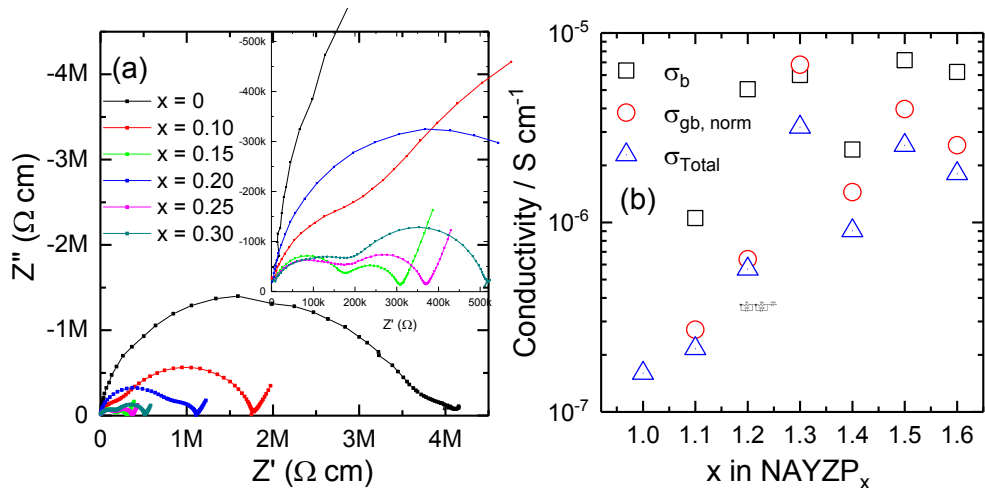 (a)
-4M
-3M
-2M
-1M
0
Z'' (Ω cm)
0
1M
2M
3M
4M
Z' (Ω cm)
x = 0
x = 0.10
x = 0.15
x = 0.20
x = 0.25
x = 0.30
-500k
-400k
-300k
-200k
-100k
0
0
100k
200k
300k
400k
500k
Z' (Ω)
(b)
10⁻⁵
10⁻⁶
10⁻⁷
Conductivity / S cm⁻¹
σb
σgb, norm
σTotal
1.0
1.1
1.2
1.3
1.4
1.5
1.6
x in NAYZPx